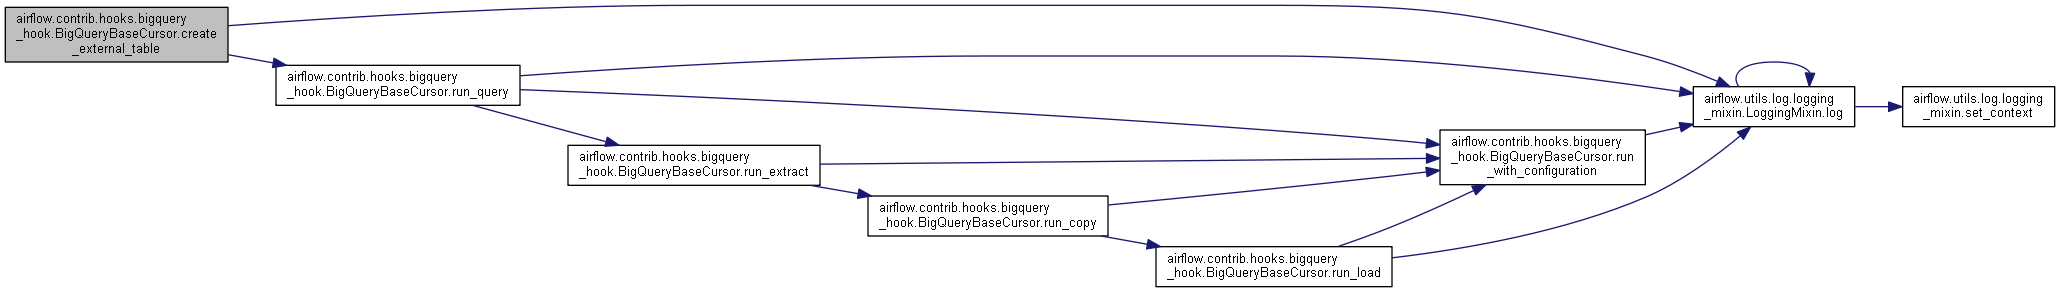 airflow.contrib.hooks.bigquery
_hook.BigQueryBaseCursor.create
_external_table
airflow.contrib.hooks.bigquery
_hook.BigQueryBaseCursor.run_query
airflow.contrib.hooks.bigquery
_hook.BigQueryBaseCursor.run_extract
airflow.contrib.hooks.bigquery
_hook.BigQueryBaseCursor.run_copy
airflow.contrib.hooks.bigquery
_hook.BigQueryBaseCursor.run_load
airflow.contrib.hooks.bigquery
_hook.BigQueryBaseCursor.run
_with_configuration
airflow.utils.log.logging
_mixin.LoggingMixin.log
airflow.utils.log.logging
_mixin.set_context